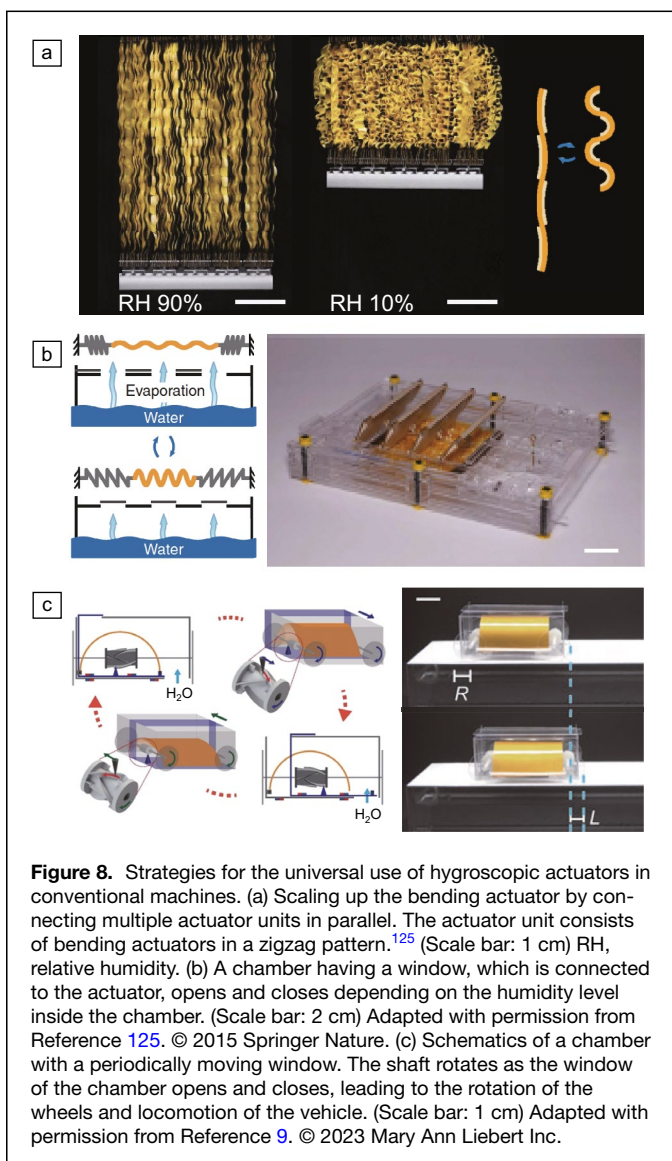 a
RH 90%
RH 10%
b
Evaporation
Water
Water
c
H₂O
H₂O
R
L
Figure 8. Strategies for the universal use of hygroscopic actuators in
conventional machines. (a) Scaling up the bending actuator by con-
necting multiple actuator units in parallel. The actuator unit consists
of bending actuators in a zigzag pattern.¹²⁵ (Scale bar: 1 cm) RH,
relative humidity. (b) A chamber having a window, which is connected
to the actuator, opens and closes depending on the humidity level
inside the chamber. (Scale bar: 2 cm) Adapted with permission from
Reference 125. © 2015 Springer Nature. (c) Schematics of a chamber
with a periodically moving window. The shaft rotates as the window
of the chamber opens and closes, leading to the rotation of the
wheels and locomotion of the vehicle. (Scale bar: 1 cm) Adapted with
permission from Reference 9. © 2023 Mary Ann Liebert Inc.